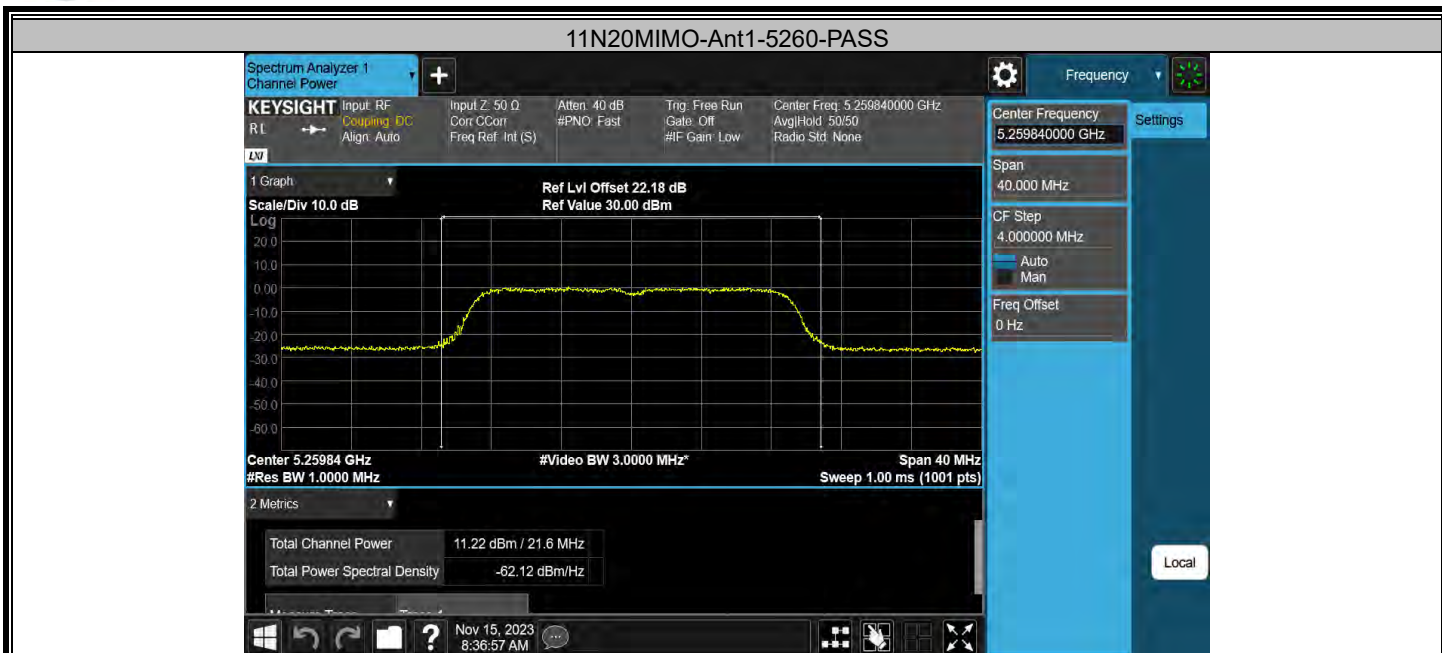 11N20MIMO-Ant1-5260-PASS
Spectrum Analyzer 1
Channel Power
+
Frequency
KEYSIGHT
RL
LXI
Input: RF
Coupling: DC
Align: Auto
Input Z: 50 Ω
Corr CCorr
Freq Ref: Int (S)
Atten: 40 dB
#PNO: Fast
Trig: Free Run
Gate: Off
#IF Gain: Low
Center Freq: 5.259840000 GHz
Avg|Hold: 50/50
Radio Std: None
Center Frequency
5.259840000 GHz
Settings
Span
40.000 MHz
CF Step
4.000000 MHz
Auto
Man
Freq Offset
0 Hz
1 Graph
Scale/Div 10.0 dB
Ref Lvl Offset 22.18 dB
Ref Value 30.00 dBm
Log
20.0
10.0
0.00
-10.0
-20.0
-30.0
-40.0
-50.0
-60.0
Center 5.25984 GHz
#Video BW 3.0000 MHz*
Span 40 MHz
#Res BW 1.0000 MHz
Sweep 1.00 ms (1001 pts)
2 Metrics
Total Channel Power 11.22 dBm / 21.6 MHz
Total Power Spectral Density -62.12 dBm/Hz
Local
?
Nov 15, 2023
8:36:57 AM